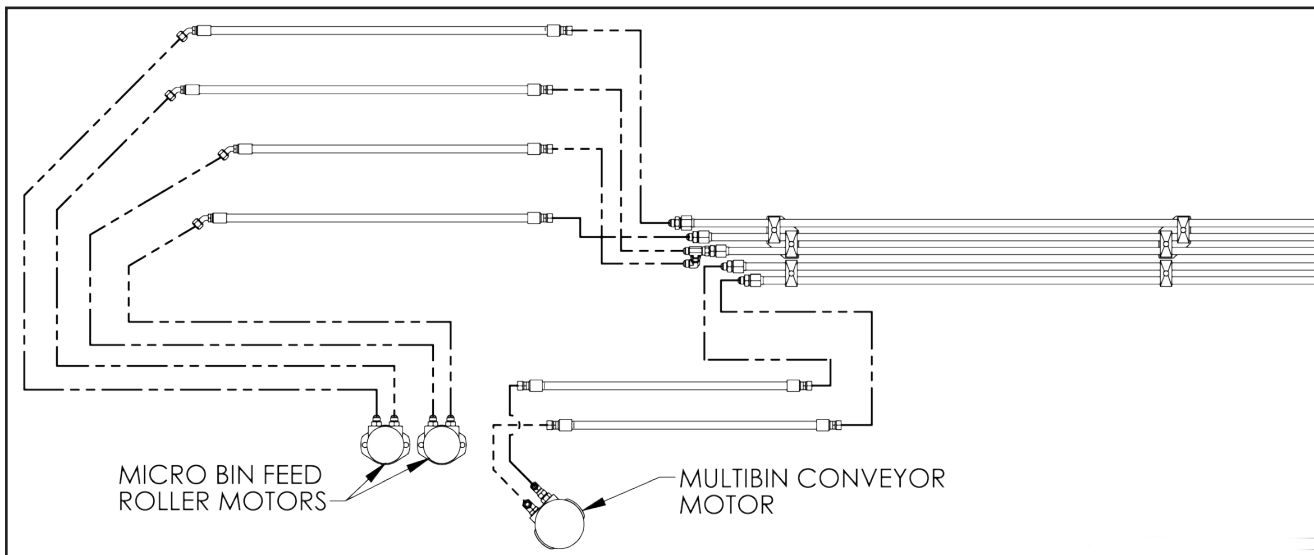 MICRO BIN FEED
ROLLER MOTORS
MULTIBIN CONVEYOR
MOTOR